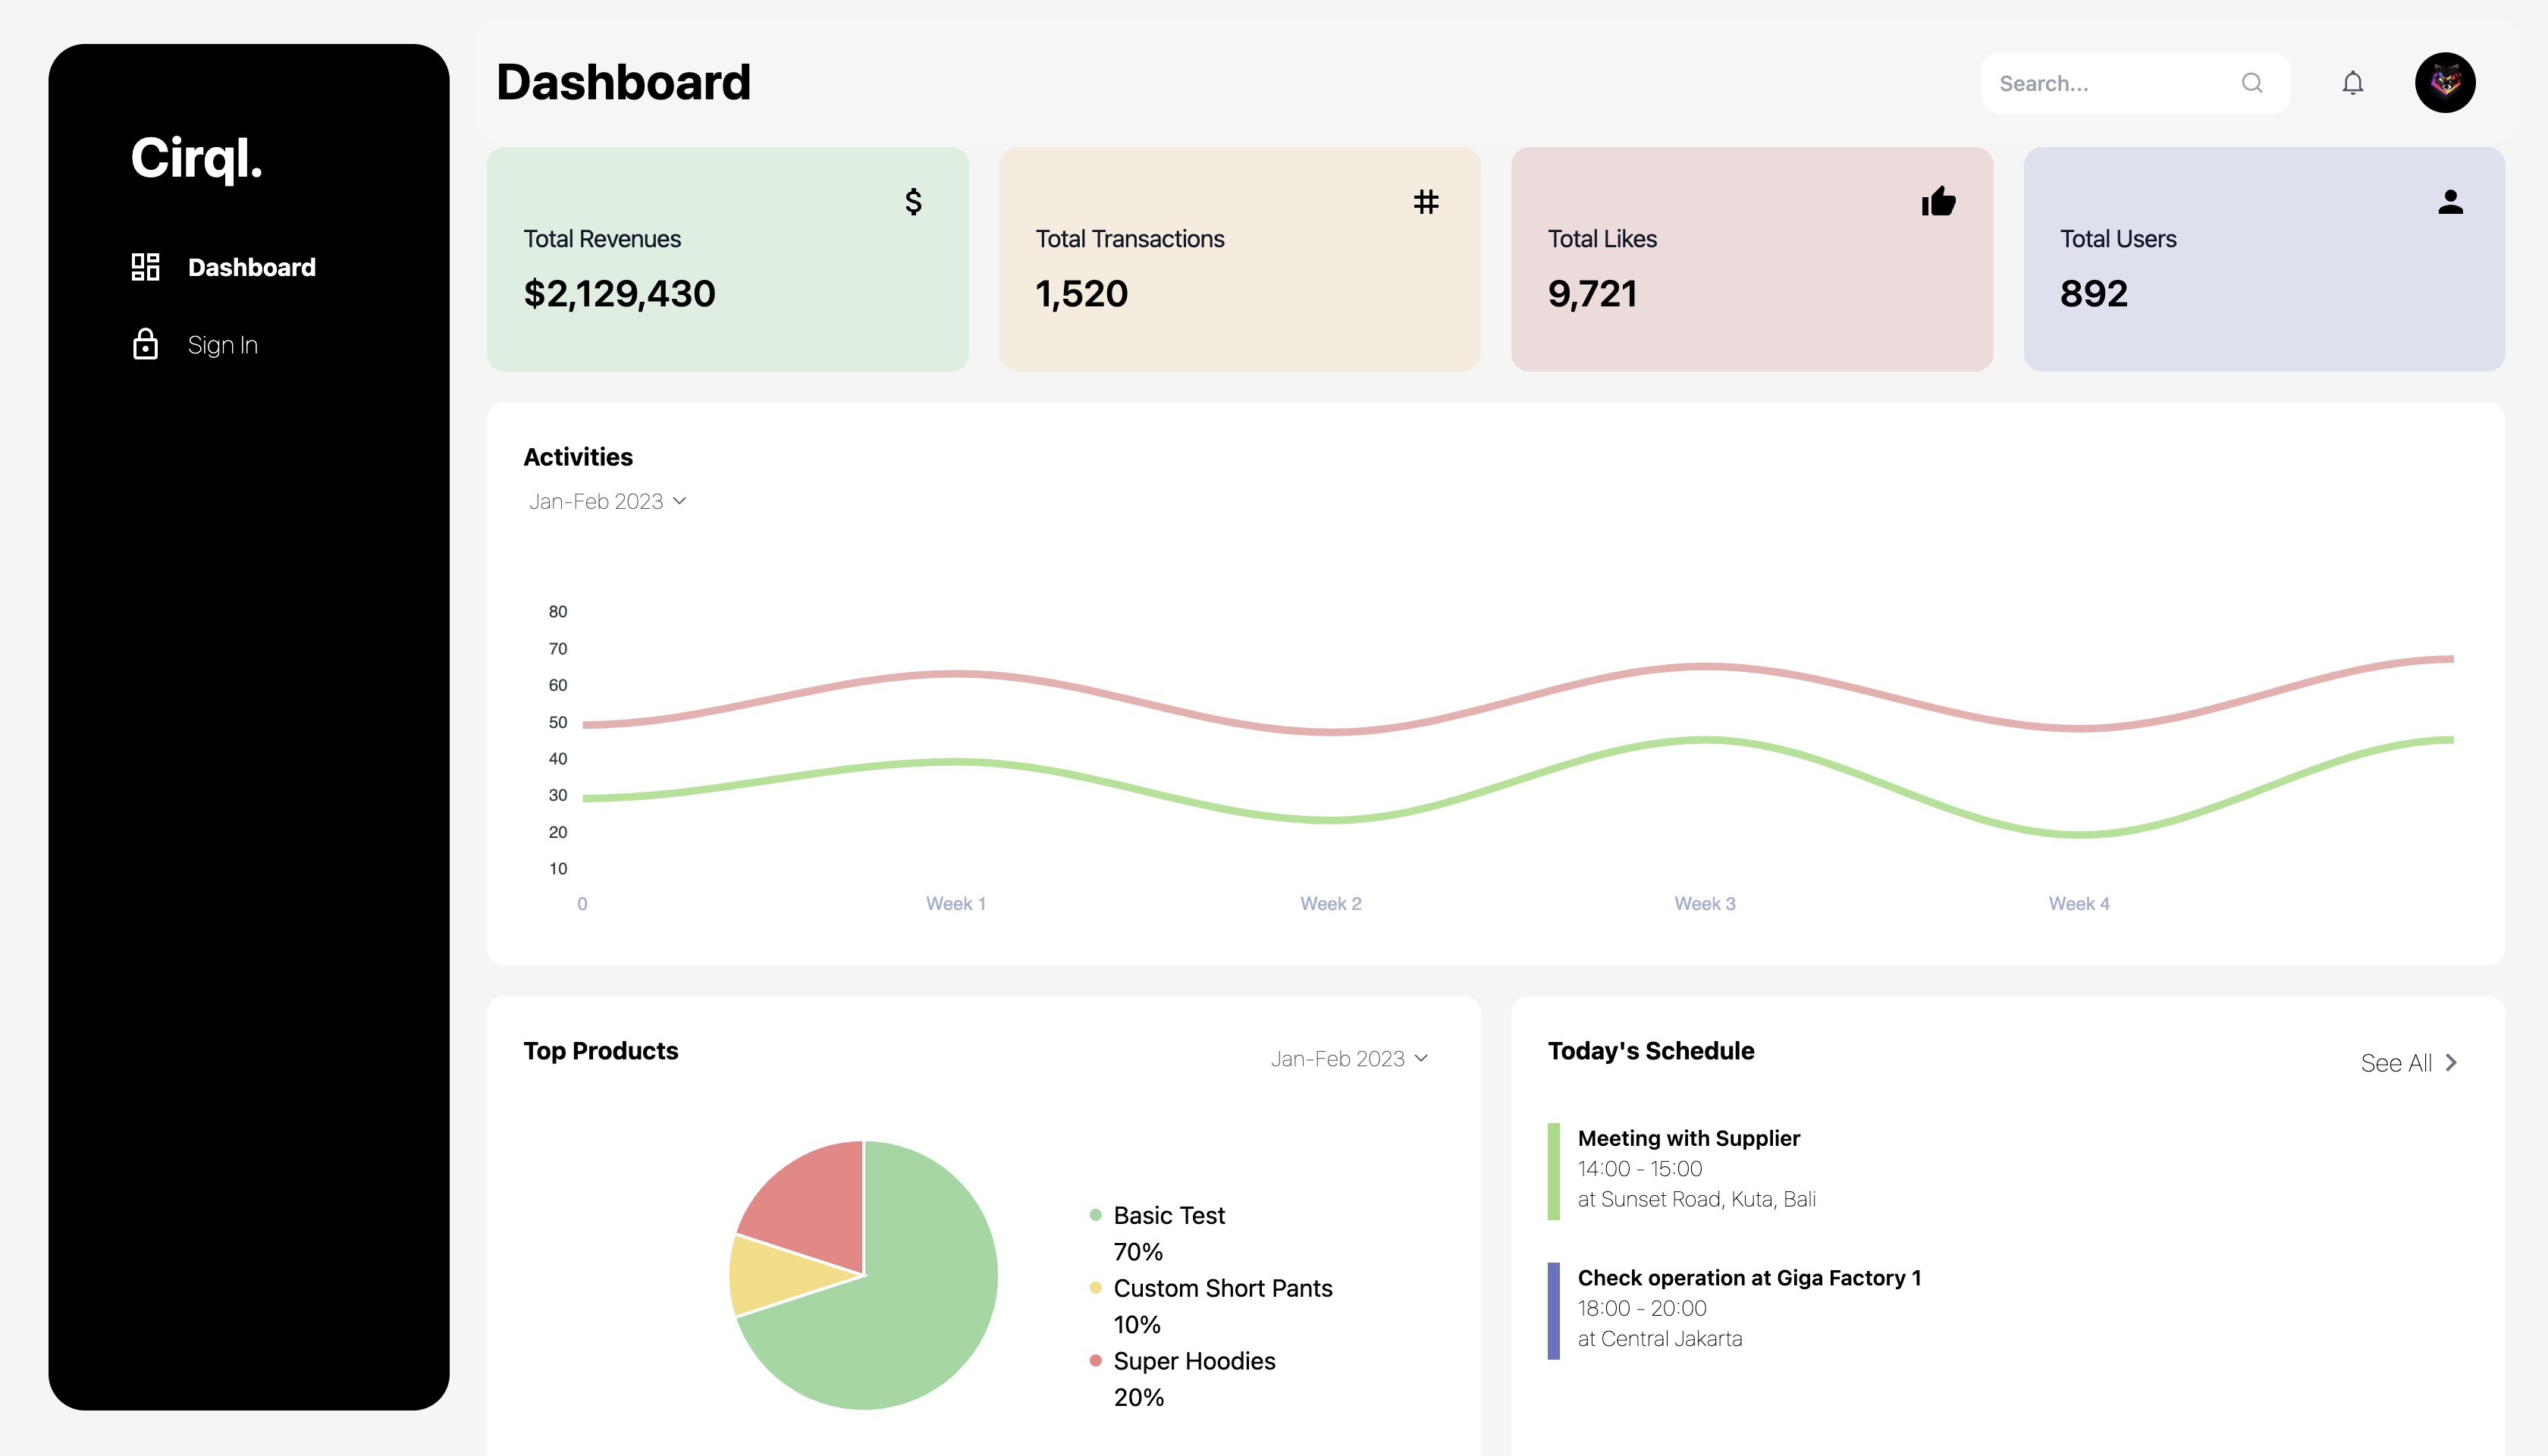 Cirql.
Dashboard
Sign In
Dashboard
Search...
Total Revenues
$2,129,430
Total Transactions
1,520
Total Likes
9,721
Total Users
892
Activities
Jan-Feb 2023
80
70
60
50
40
30
20
10
0 Week 1 Week 2 Week 3 Week 4
Top Products
Jan-Feb 2023
Basic Test
70%
Custom Short Pants
10%
Super Hoodies
20%
Today's Schedule
See All
Meeting with Supplier
14:00 - 15:00
at Sunset Road, Kuta, Bali
Check operation at Giga Factory 1
18:00 - 20:00
at Central Jakarta